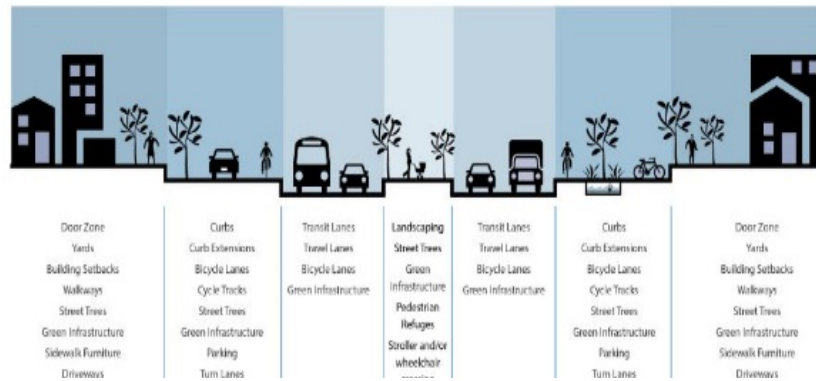 Door Zone
Yards
Building Setbacks
Walkways
Street Trees
Green Infrastructure
Sidewalk Furniture
Driveways
Curbs
Curb Extensions
Bicycle Lanes
Cycle Tracks
Street Trees
Green Infrastructure
Parking
Turn Lanes
Transit Lanes
Travel Lanes
Bicycle Lanes
Green Infrastructure
Landscaping
Street Trees
Green
Infrastructure
Pedestrian
Refuges
Stroller and/or
wheelchair
Transit Lanes
Travel Lanes
Bicycle Lanes
Green Infrastructure
Curbs
Curb Extensions
Bicycle Lanes
Cycle Tracks
Street Trees
Green Infrastructure
Parking
Turn Lanes
Door Zone
Yards
Building Setbacks
Walkways
Street Trees
Green Infrastructure
Sidewalk Furniture
Driveways